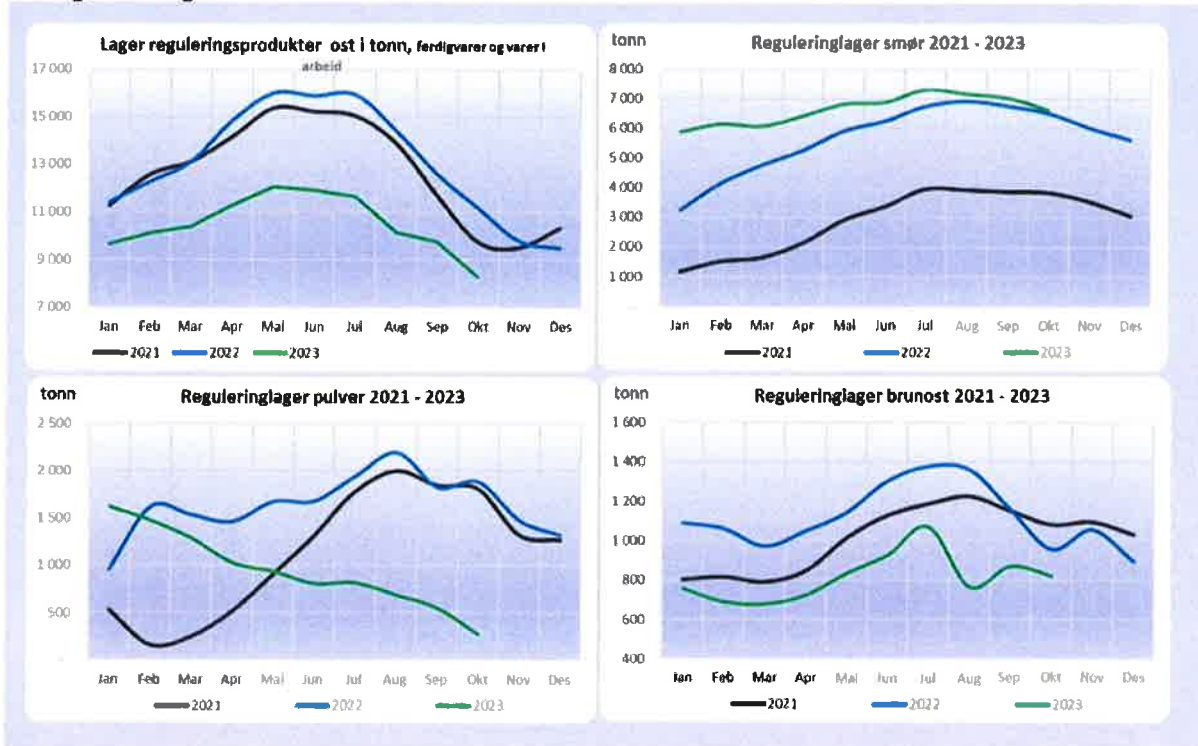 Lager reguleringsprodukter ost i tonn, ferdigvarer og varer i
arbeid
17 000
15 000
13 000
11 000
9 000
7 000
Jan Feb Mar Apr Mai Jun Jul Aug Sep Okt Nov Des
2021 2022 2023
tonn
Reguleringlager smør 2021 - 2023
8 000
7 000
6 000
5 000
4 000
3 000
2 000
1 000
Jan Feb Mar Apr Mai Jun Jul Aug Sep Okt Nov Des
2021 2022 2023
tonn
Reguleringlager pulver 2021 - 2023
2 500
2 000
1 500
1 000
500
-
Jan Feb Mar Apr Mai Jun Jul Aug Sep Okt Nov Des
2021 2022 2023
tonn
Reguleringlager brunost 2021 - 2023
1 600
1 400
1 200
1 000
800
600
400
Jan Feb Mar Apr Mai Jun Jul Aug Sep Okt Nov Des
2021 2022 2023